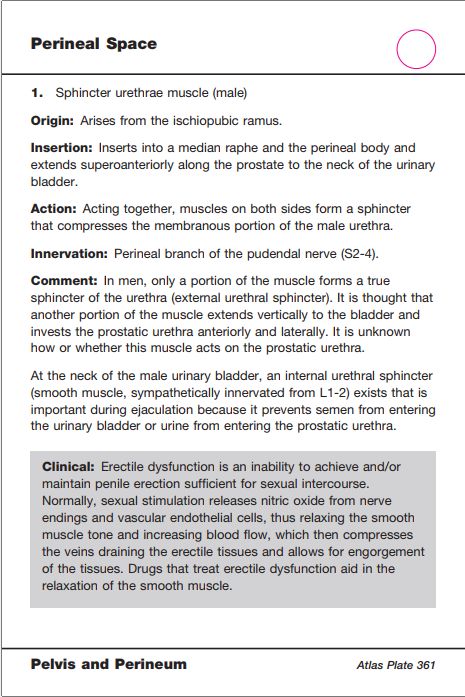 Perineal Space
1. Sphincter urethrae muscle (male)
Origin: Arises from the ischiopubic ramus.
Insertion: Inserts into a median raphe and the perineal body and
extends superoanteriorly along the prostate to the neck of the urinary
bladder.
Action: Acting together, muscles on both sides form a sphincter
that compresses the membranous portion of the male urethra.
Innervation: Perineal branch of the pudendal nerve (S2-4).
Comment: In men, only a portion of the muscle forms a true
sphincter of the urethra (external urethral sphincter). It is thought that
another portion of the muscle extends vertically to the bladder and
invests the prostatic urethra anteriorly and laterally. It is unknown
how or whether this muscle acts on the prostatic urethra.
At the neck of the male urinary bladder, an internal urethral sphincter
(smooth muscle, sympathetically innervated from L1-2) exists that is
important during ejaculation because it prevents semen from entering
the urinary bladder or urine from entering the prostatic urethra.
Clinical: Erectile dysfunction is an inability to achieve and/or
maintain penile erection sufficient for sexual intercourse.
Normally, sexual stimulation releases nitric oxide from nerve
endings and vascular endothelial cells, thus relaxing the smooth
muscle tone and increasing blood flow, which then compresses
the veins draining the erectile tissues and allows for engorgement
of the tissues. Drugs that treat erectile dysfunction aid in the
relaxation of the smooth muscle.
Pelvis and Perineum
Atlas Plate 361